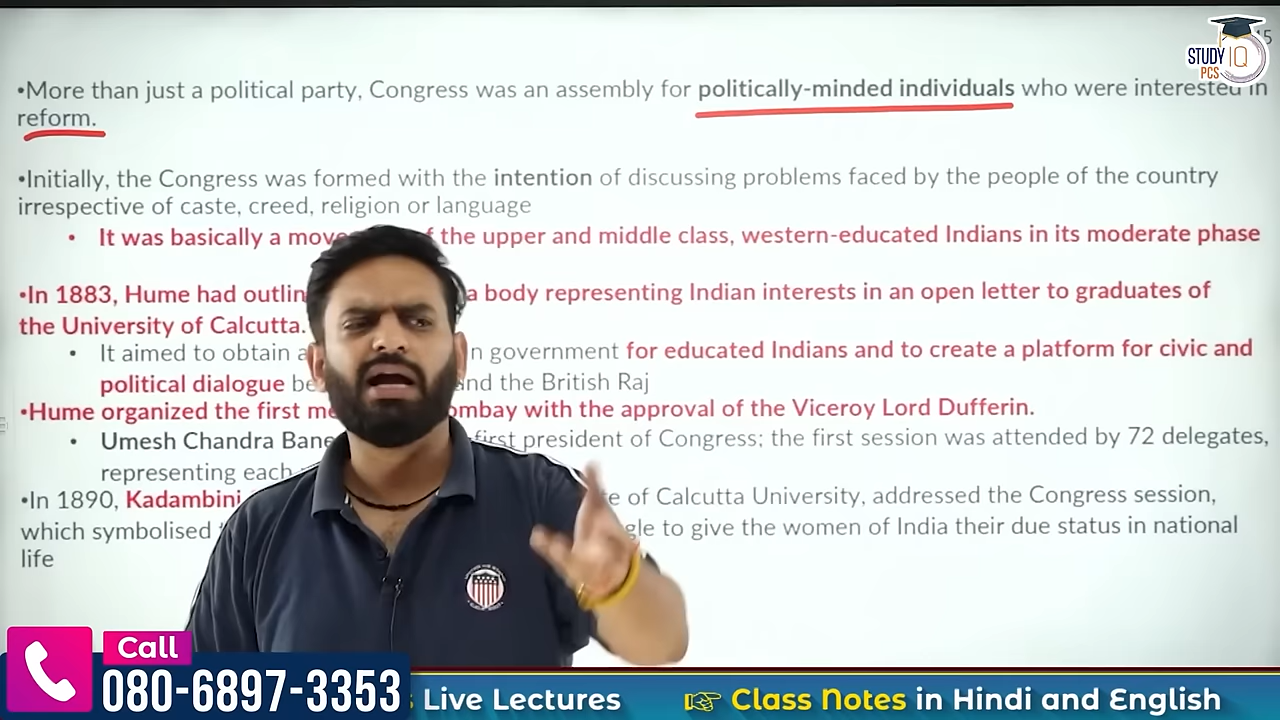 STUDY IQ
PCS
15
•More than just a political party, Congress was an assembly for politically-minded individuals who were interested in
reform.
•Initially, the Congress was formed with the intention of discussing problems faced by the people of the country
irrespective of caste, creed, religion or language
• It was basically a of the upper and middle class, western-educated Indians in its moderate phase
•In 1883, Hume had a body representing Indian interests in an open letter to graduates of
the University of Calcutta.
• It aimed to obtain government for educated Indians and to create a platform for civic and
political dialogue and the British Raj
•Hume organized the first with the approval of the Viceroy Lord Dufferin.
• Umesh Chandra first president of Congress; the first session was attended by 72 delegates,
representing each
•In 1890, Kadambini of Calcutta University, addressed the Congress session,
which symbolised to give the women of India their due status in national
life
Call
080-6897-3353
Live Lectures
Class Notes in Hindi and English